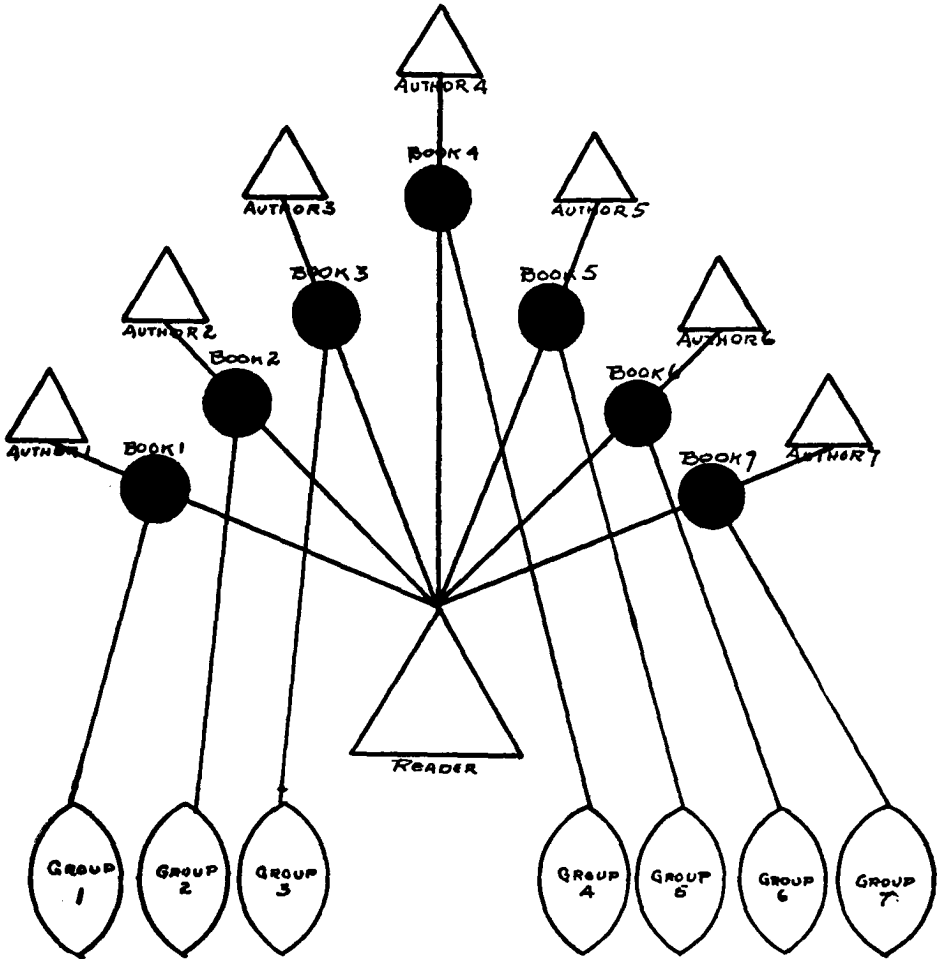 AUTHOR 4
BOOK 4
AUTHOR 3
AUTHOR 5
BOOK 3
BOOK 5
AUTHOR 2
AUTHOR 6
BOOK 2
BOOK 6
AUTHOR 1
BOOK 1
BOOK 7
AUTHOR 7
READER
GROUP
1
GROUP
2
GROUP
3
GROUP
4
GROUP
5
GROUP
6
GROUP
7